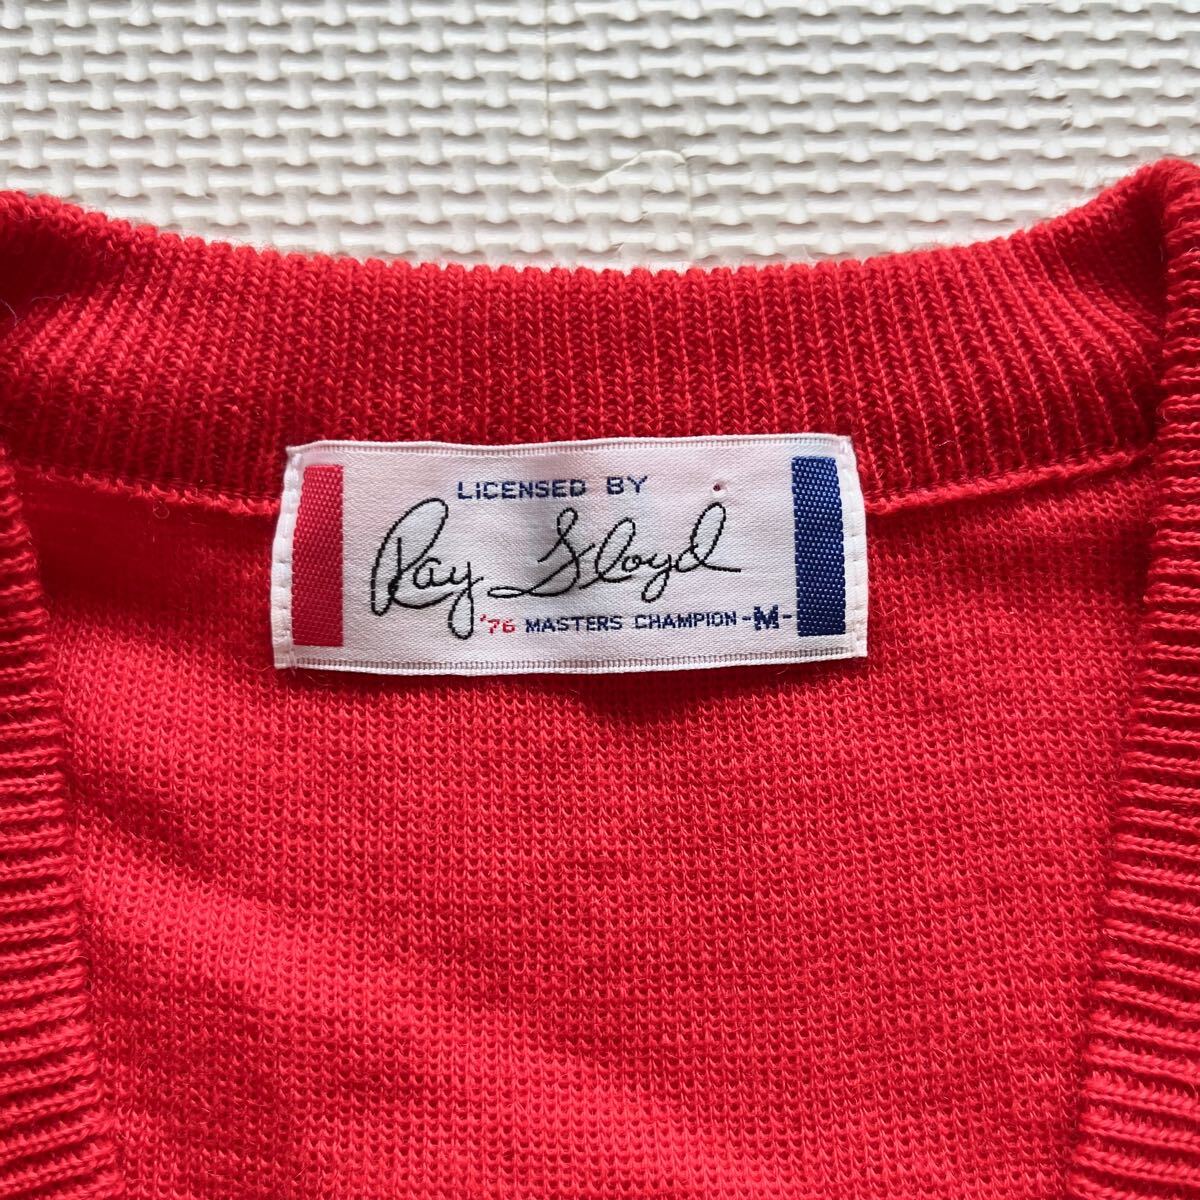 LICENSED BY
Ray Floyd
'76 MASTERS CHAMPION -M-